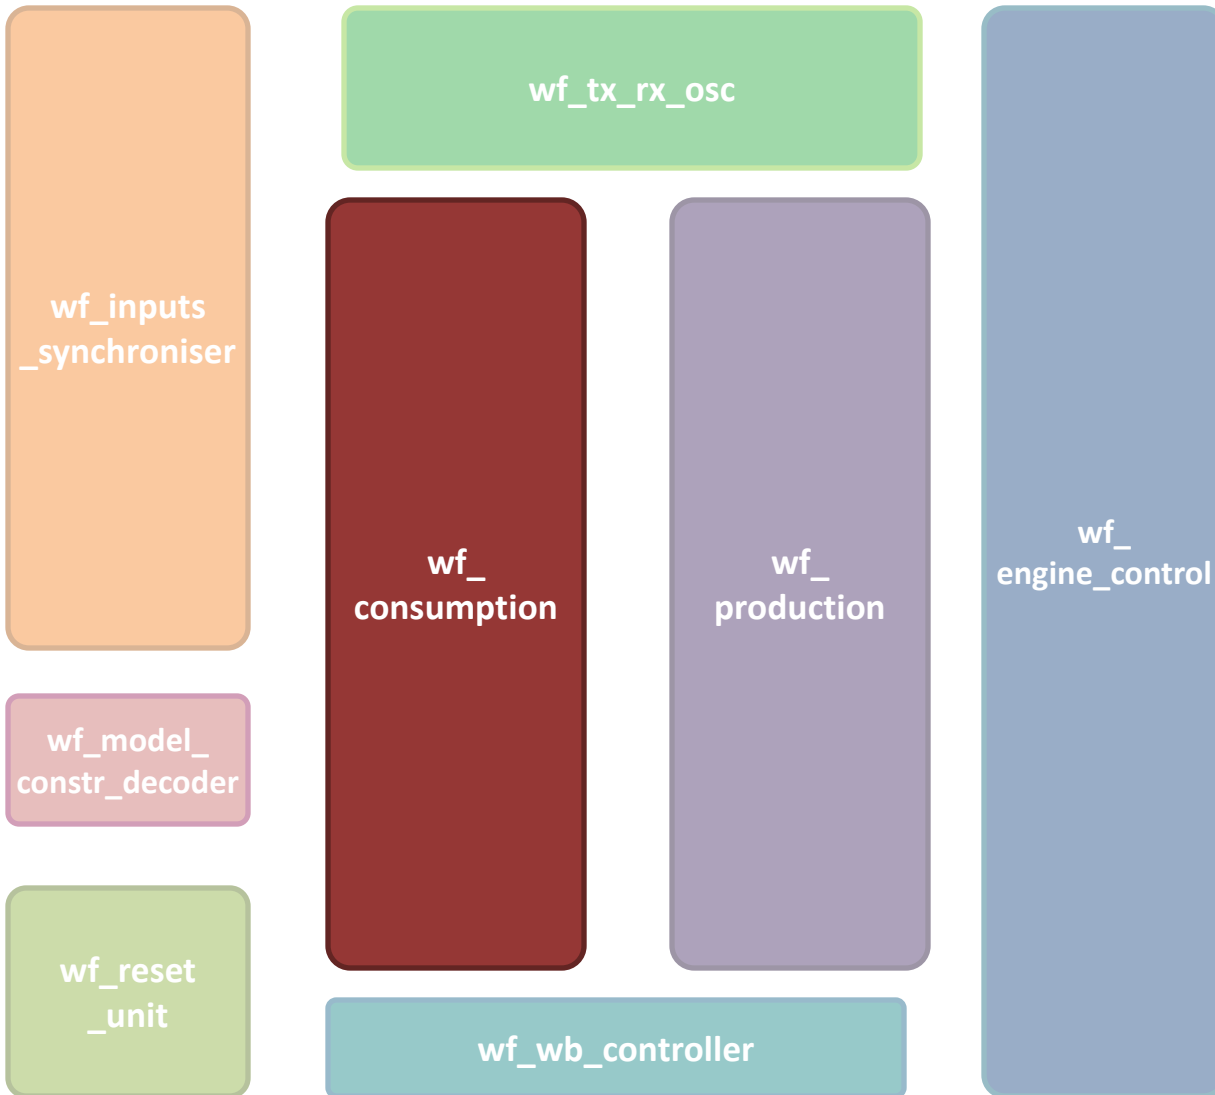 wf_tx_rx_osc
wf_inputs
_synchroniser
wf_
consumption
wf_
production
wf_
engine_control
wf_model_
constr_decoder
wf_reset
_unit
wf_wb_controller